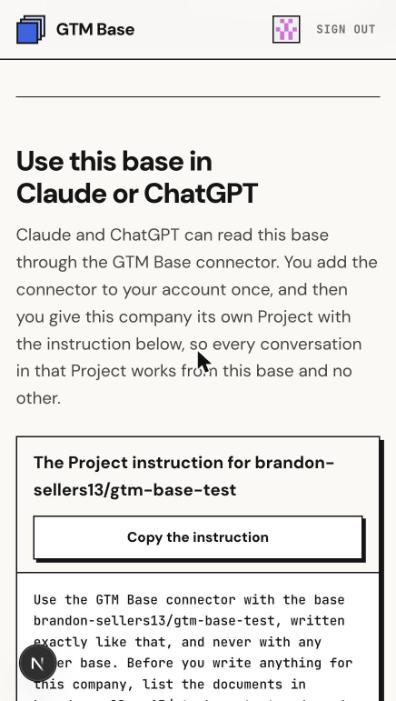 GTM Base
SIGN OUT
Use this base in
Claude or ChatGPT
Claude and ChatGPT can read this base
through the GTM Base connector. You add the
connector to your account once, and then
you give this company its own Project with
the instruction below, so every conversation
in that Project works from this base and no
other.
The Project instruction for brandon-
sellers13/gtm-base-test
Copy the instruction
Use the GTM Base connector with the base
brandon-sellers13/gtm-base-test, written
exactly like that, and never with any
base. Before you write anything for
this company, list the documents in
N